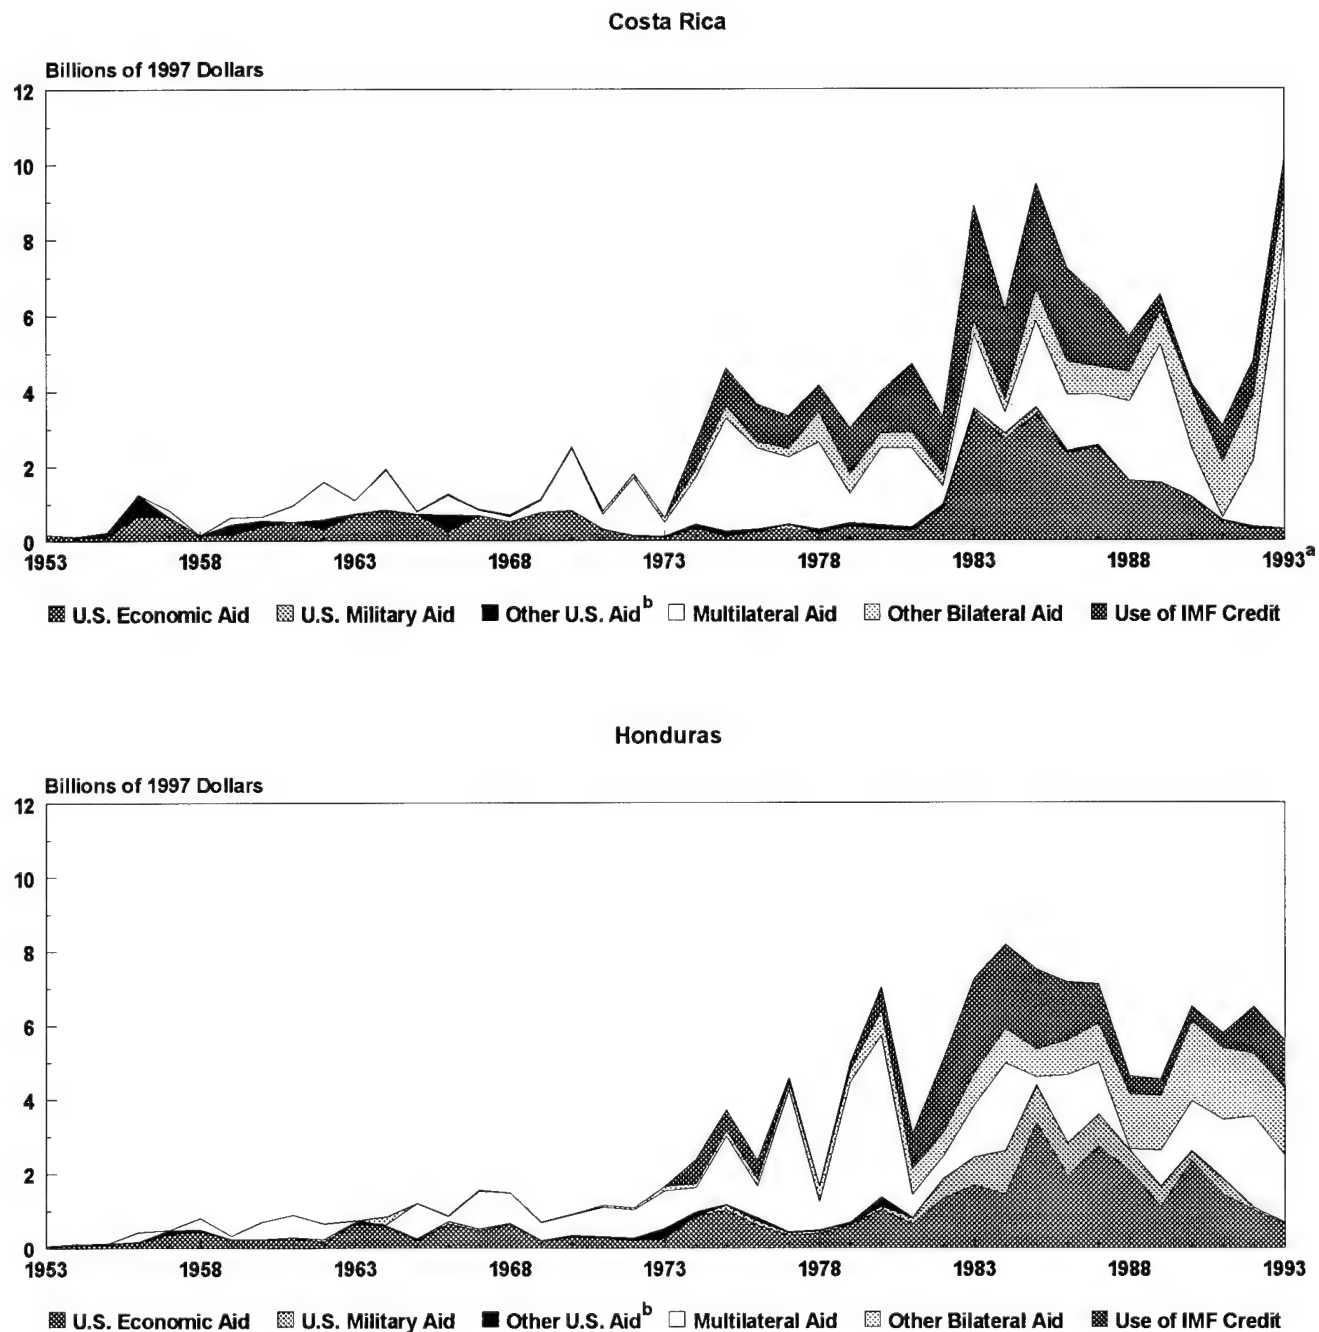 Costa Rica
Billions of 1997 Dollars
12
10
8
6
4
2
0
1953 1958 1963 1968 1973 1978 1983 1988 1993a
U.S. Economic Aid U.S. Military Aid Other U.S. Aidb Multilateral Aid Other Bilateral Aid Use of IMF Credit
Honduras
Billions of 1997 Dollars
12
10
8
6
4
2
0
1953 1958 1963 1968 1973 1978 1983 1988 1993
U.S. Economic Aid U.S. Military Aid Other U.S. Aidb Multilateral Aid Other Bilateral Aid Use of IMF Credit